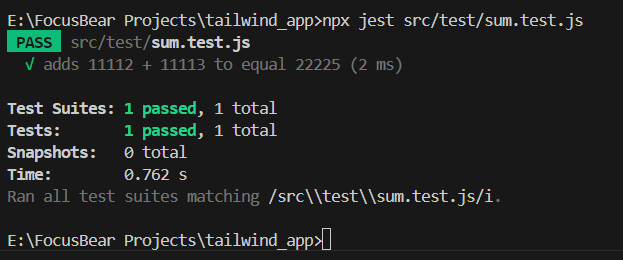 E:\FocusBear Projects\tailwind_app>npx jest src/test/sum.test.js
PASS src/test/sum.test.js
√ adds 11112 + 11113 to equal 22225 (2 ms)
Test Suites: 1 passed, 1 total
Tests: 1 passed, 1 total
Snapshots: 0 total
Time: 0.762 s
Ran all test suites matching /src\\test\\sum.test.js/i.
E:\FocusBear Projects\tailwind_app>